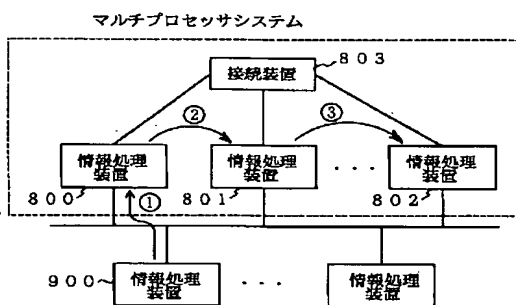 マルチプロセッサシステム
接続装置
803
②
③
情報処理
装置
情報処理
装置
・・・
情報処理
装置
800
801
802
①
900
情報処理
装置
・・・
情報処理
装置